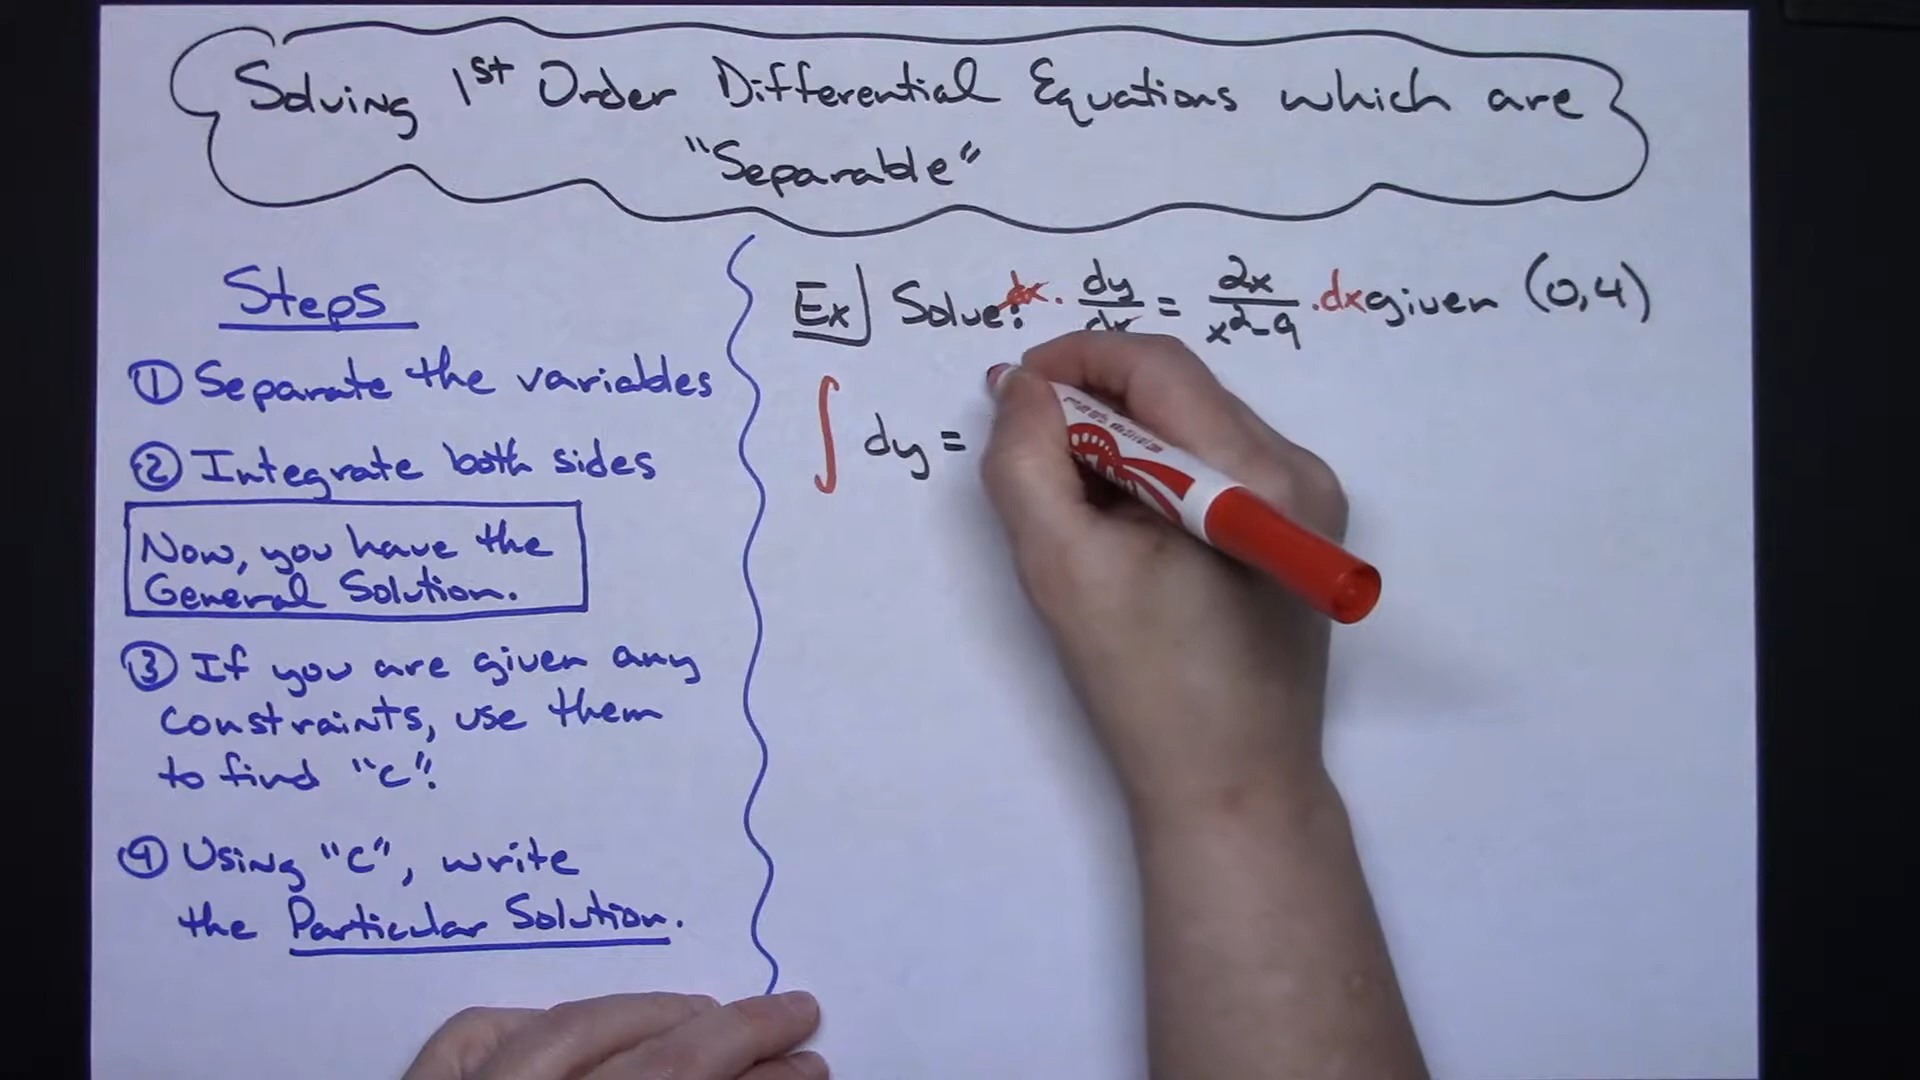 Solving 1st Order Differential Equations which are
"Separable"
Steps
① Separate the variables
② Integrate both sides
Now, you have the
General Solution.
③ If you are given any
constraints, use them
to find "c".
④ Using "c", write
the Particular Solution.
Ex] Solve: dx · dy/dx = 2x/x²-9 · dx given (0,4)
∫ dy =